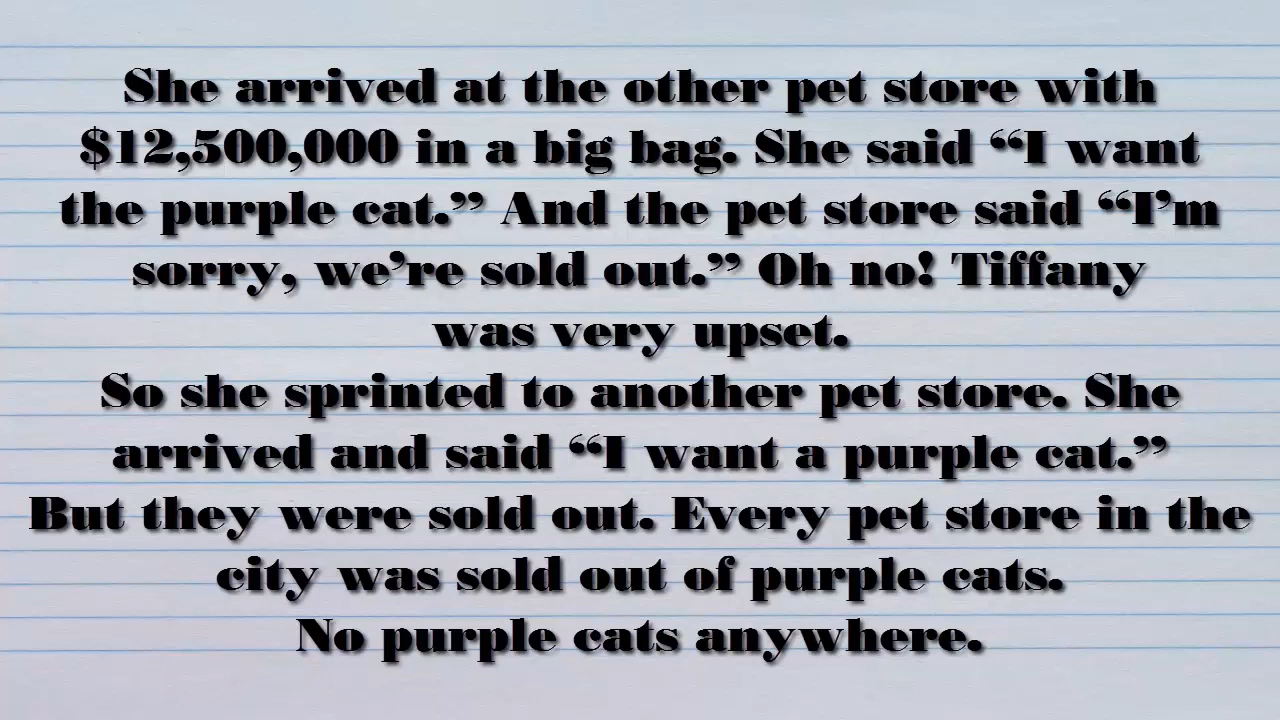 She arrived at the other pet store with
$12,500,000 in a big bag. She said “I want
the purple cat.” And the pet store said “I’m
sorry, we’re sold out.” Oh no! Tiffany
was very upset.
So she sprinted to another pet store. She
arrived and said “I want a purple cat.”
But they were sold out. Every pet store in the
city was sold out of purple cats.
No purple cats anywhere.